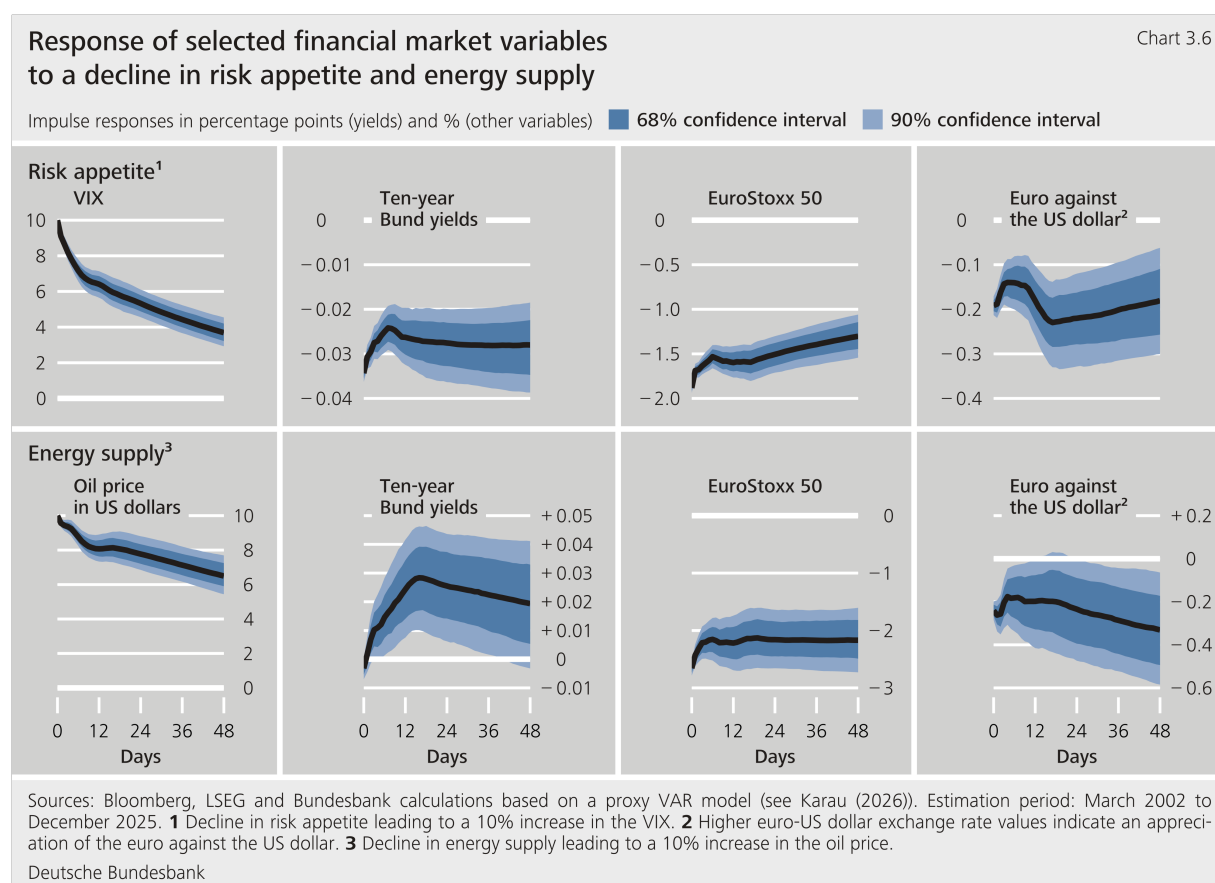 Response of selected financial market variables
to a decline in risk appetite and energy supply
Chart 3.6
Impulse responses in percentage points (yields) and % (other variables) 68% confidence interval 90% confidence interval
Risk appetite¹
VIX
10
8
6
4
2
0
Ten-year
Bund yields
0
−0.01
−0.02
−0.03
−0.04
EuroStoxx 50
0
−0.5
−1.0
−1.5
−2.0
Euro against
the US dollar²
0
−0.1
−0.2
−0.3
−0.4
Energy supply³
Oil price
in US dollars
10
8
6
4
2
0
0 12 24 36 48
Days
Ten-year
Bund yields
+0.05
+0.04
+0.03
+0.02
+0.01
0
−0.01
0 12 24 36 48
Days
EuroStoxx 50
0
−1
−2
−3
0 12 24 36 48
Days
Euro against
the US dollar²
+0.2
0
−0.2
−0.4
−0.6
0 12 24 36 48
Days
Sources: Bloomberg, LSEG and Bundesbank calculations based on a proxy VAR model (see Karau (2026)). Estimation period: March 2002 to
December 2025. 1 Decline in risk appetite leading to a 10% increase in the VIX. 2 Higher euro-US dollar exchange rate values indicate an appreci-
ation of the euro against the US dollar. 3 Decline in energy supply leading to a 10% increase in the oil price.
Deutsche Bundesbank